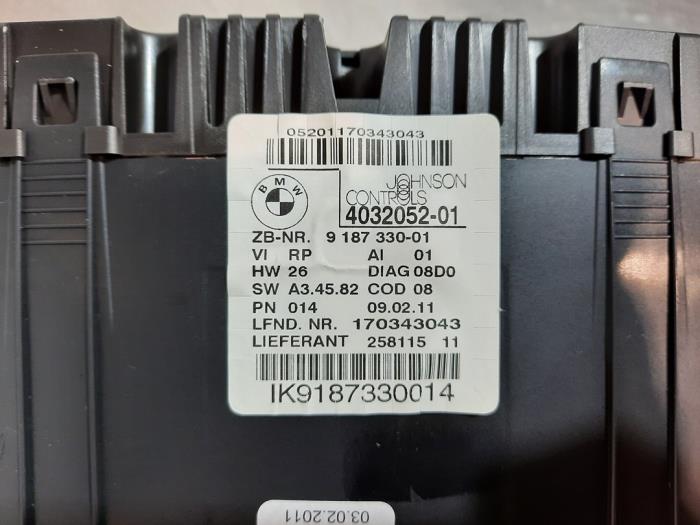 05201170343043
BMW
JOHNSON
CONTROLS
4032052-01
ZB-NR. 9 187 330-01
VI RP AI 01
HW 26 DIAG 08D0
SW A3.45.82 COD 08
PN 014 09.02.11
LFND. NR. 170343043
LIEFERANT 258115 11
IK9187330014
03.02.2011